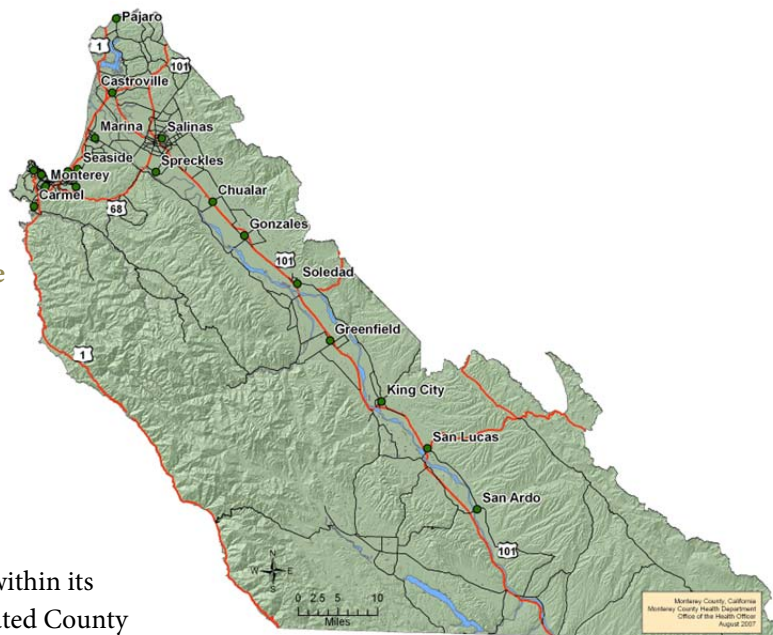 Pajaro
1
101
Castroville
Marina
Salinas
Seaside
Spreckles
Monterey
Carmel
68
Chualar
Gonzales
101
Soledad
e
Greenfield
1
King City
San Lucas
San Ardo
101
N
W E
S
0 2.5 5 10
Miles
within its
ated County
Monterey County, California
Monterey County Health Department
Office of the Health Officer
August 2007